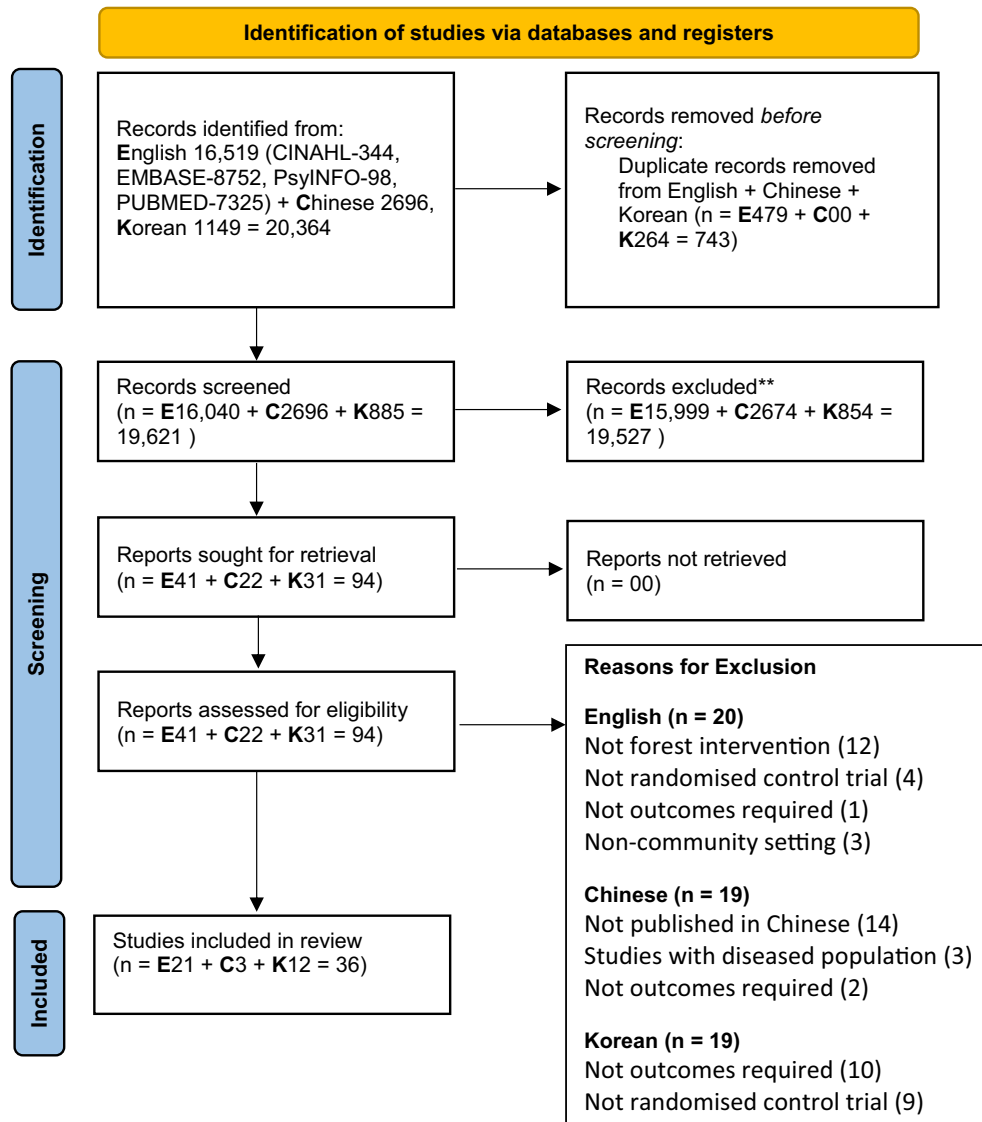 Identification of studies via databases and registers
Identification
Records identified from:
English 16,519 (CINAHL-344,
EMBASE-8752, PsyINFO-98,
PUBMED-7325) + Chinese 2696,
Korean 1149 = 20,364
Records removed before
screening:
Duplicate records removed
from English + Chinese +
Korean (n = E479 + C00 +
K264 = 743)
Screening
Records screened
(n = E16,040 + C2696 + K885 =
19,621 )
Records excluded**
(n = E15,999 + C2674 + K854 =
19,527 )
Reports sought for retrieval
(n = E41 + C22 + K31 = 94)
Reports not retrieved
(n = 00)
Reports assessed for eligibility
(n = E41 + C22 + K31 = 94)
Reasons for Exclusion
English (n = 20)
Not forest intervention (12)
Not randomised control trial (4)
Not outcomes required (1)
Non-community setting (3)
Chinese (n = 19)
Not published in Chinese (14)
Studies with diseased population (3)
Not outcomes required (2)
Korean (n = 19)
Not outcomes required (10)
Not randomised control trial (9)
Included
Studies included in review
(n = E21 + C3 + K12 = 36)